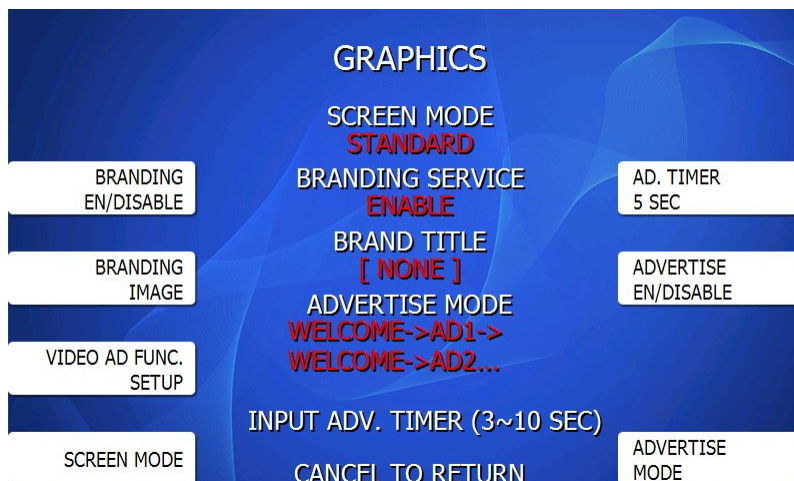 GRAPHICS
SCREEN MODE
STANDARD
BRANDING
EN/DISABLE
BRANDING SERVICE
ENABLE
AD. TIMER
5 SEC
BRAND TITLE
[ NONE ]
BRANDING
IMAGE
ADVERTISE
EN/DISABLE
ADVERTISE MODE
WELCOME->AD1->
WELCOME->AD2...
VIDEO AD FUNC.
SETUP
INPUT ADV. TIMER (3~10 SEC)
SCREEN MODE
CANCEL TO RETURN
ADVERTISE
MODE